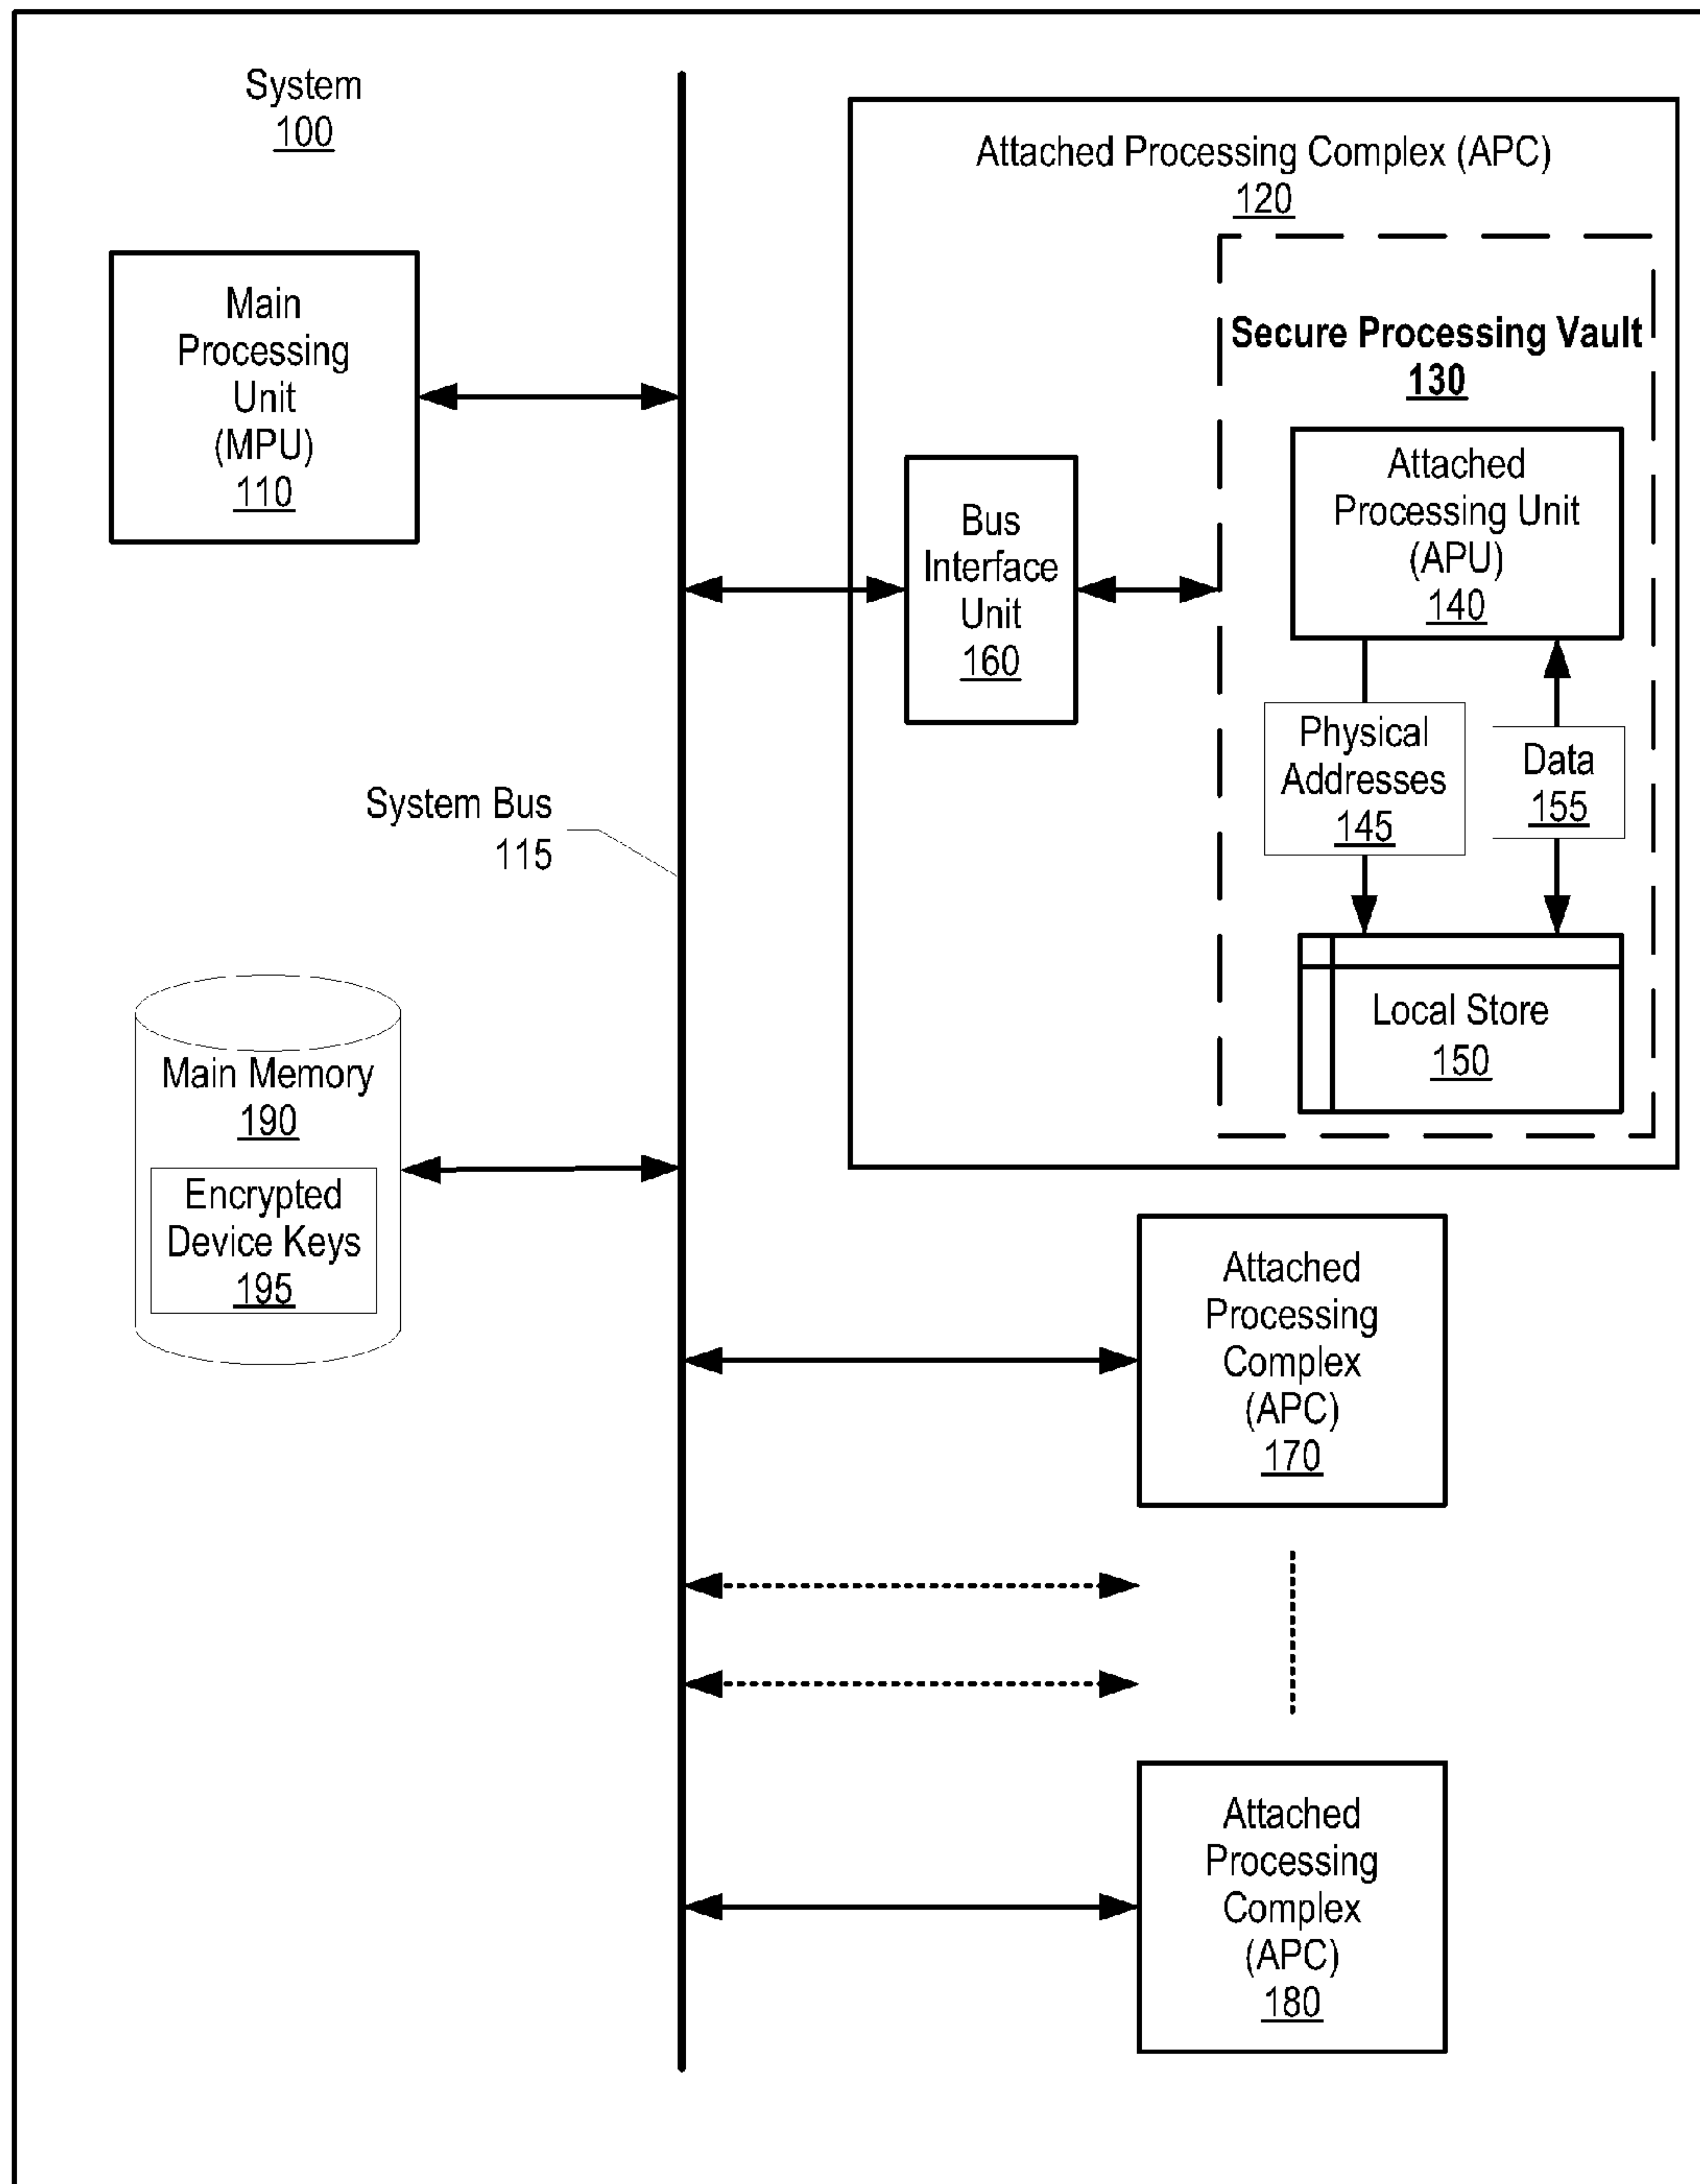 System
100
Main
Processing
Unit
(MPU)
110
System Bus
115
Main Memory
190
Encrypted
Device Keys
195
Attached Processing Complex (APC)
120
Secure Processing Vault
130
Bus
Interface
Unit
160
Attached
Processing Unit
(APU)
140
Physical
Addresses
145
Data
155
Local Store
150
Attached
Processing
Complex
(APC)
170
Attached
Processing
Complex
(APC)
180